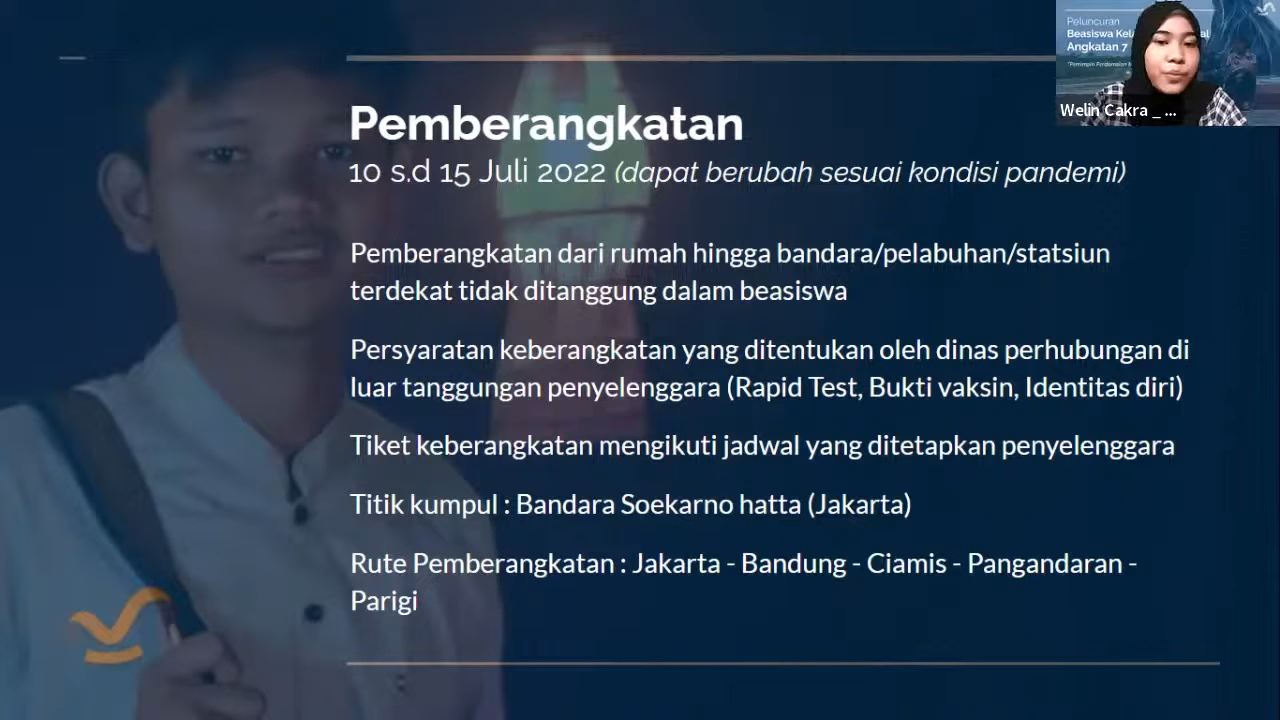 Peluncuran
Angkatan 7
Welin Cakra _ ...
Pemberangkatan
10 s.d 15 Juli 2022 (dapat berubah sesuai kondisi pandemi)
Pemberangkatan dari rumah hingga bandara/pelabuhan/statsiun
terdekat tidak ditanggung dalam beasiswa
Persyaratan keberangkatan yang ditentukan oleh dinas perhubungan di
luar tanggungan penyelenggara (Rapid Test, Bukti vaksin, Identitas diri)
Tiket keberangkatan mengikuti jadwal yang ditetapkan penyelenggara
Titik kumpul : Bandara Soekarno hatta (Jakarta)
Rute Pemberangkatan : Jakarta - Bandung - Ciamis - Pangandaran -
Parigi